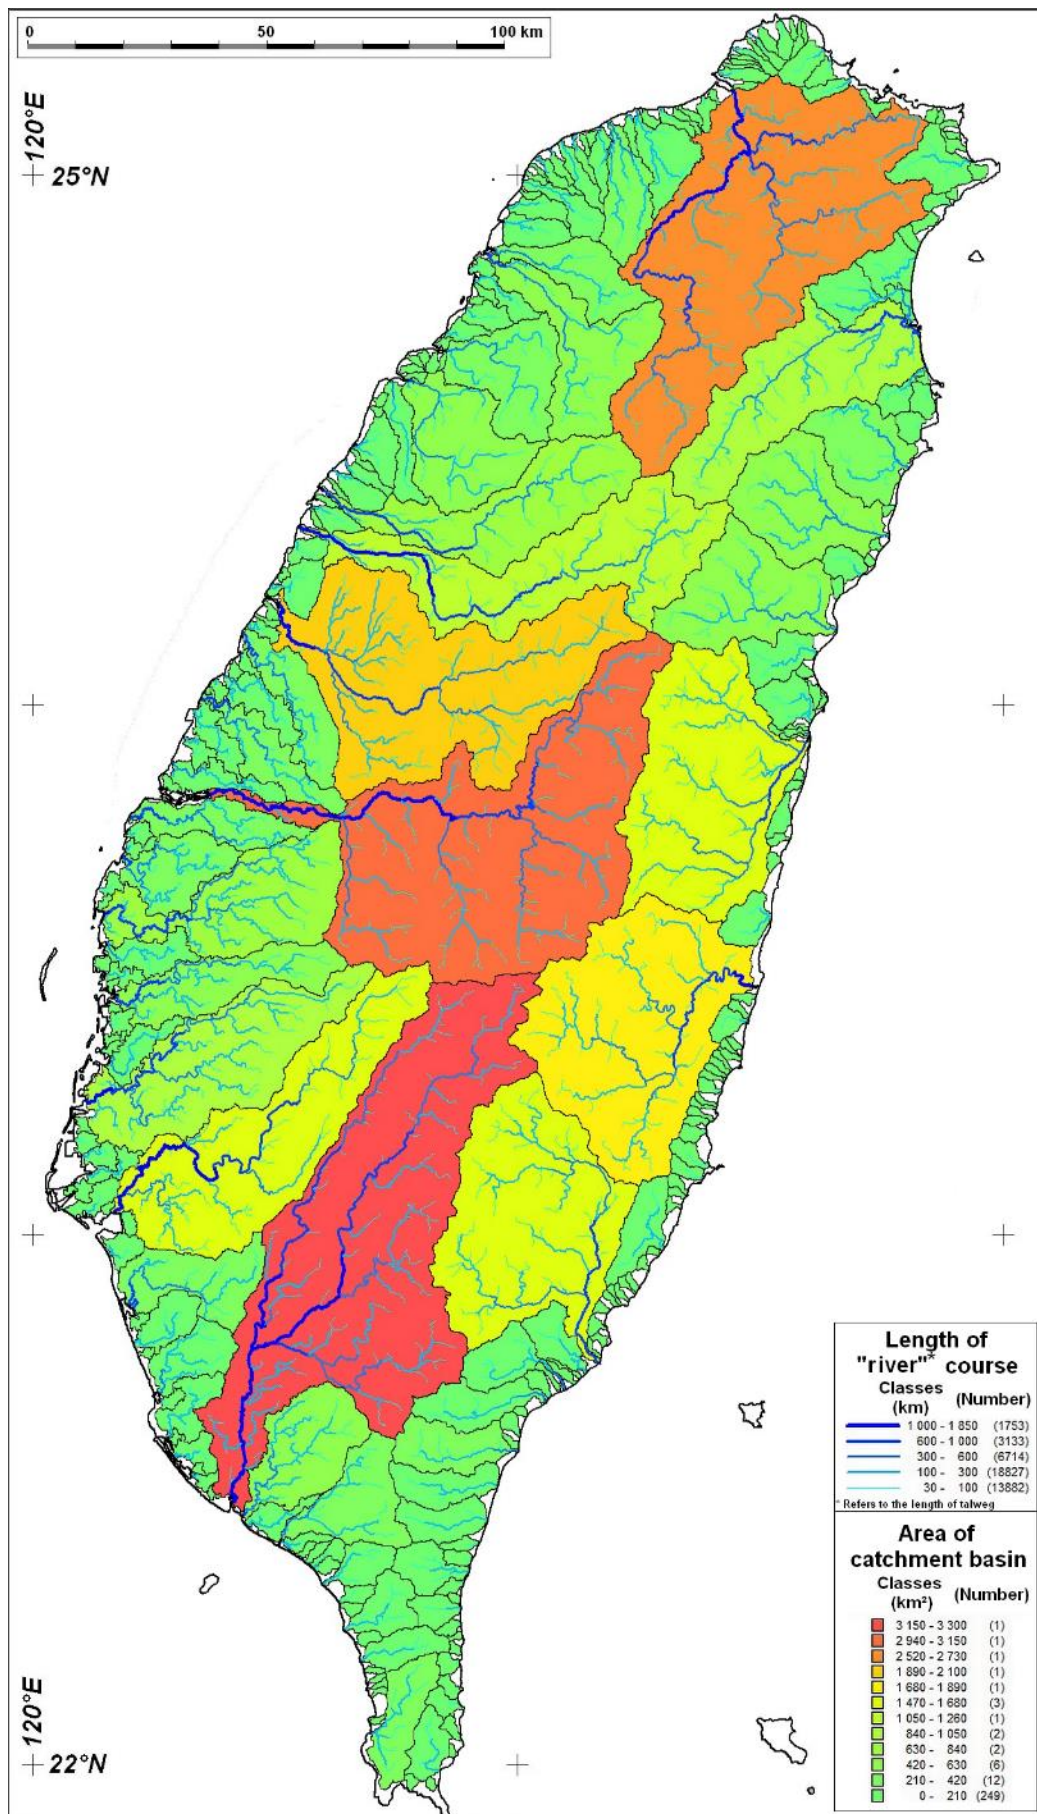 0 50 100 km
120°E
25°N
120°E
22°N
Length of
"river"* course
Classes (Number)
(km)
1 000 - 1 850 (1753)
600 - 1 000 (3133)
300 - 600 (6714)
100 - 300 (18827)
30 - 100 (13882)
* Refers to the length of talweg
Area of
catchment basin
Classes (Number)
(km²)
3 150 - 3 300 (1)
2 940 - 3 150 (1)
2 520 - 2 730 (1)
1 890 - 2 100 (1)
1 680 - 1 890 (1)
1 470 - 1 680 (3)
1 050 - 1 260 (1)
840 - 1 050 (2)
630 - 840 (2)
420 - 630 (6)
210 - 420 (12)
0 - 210 (249)